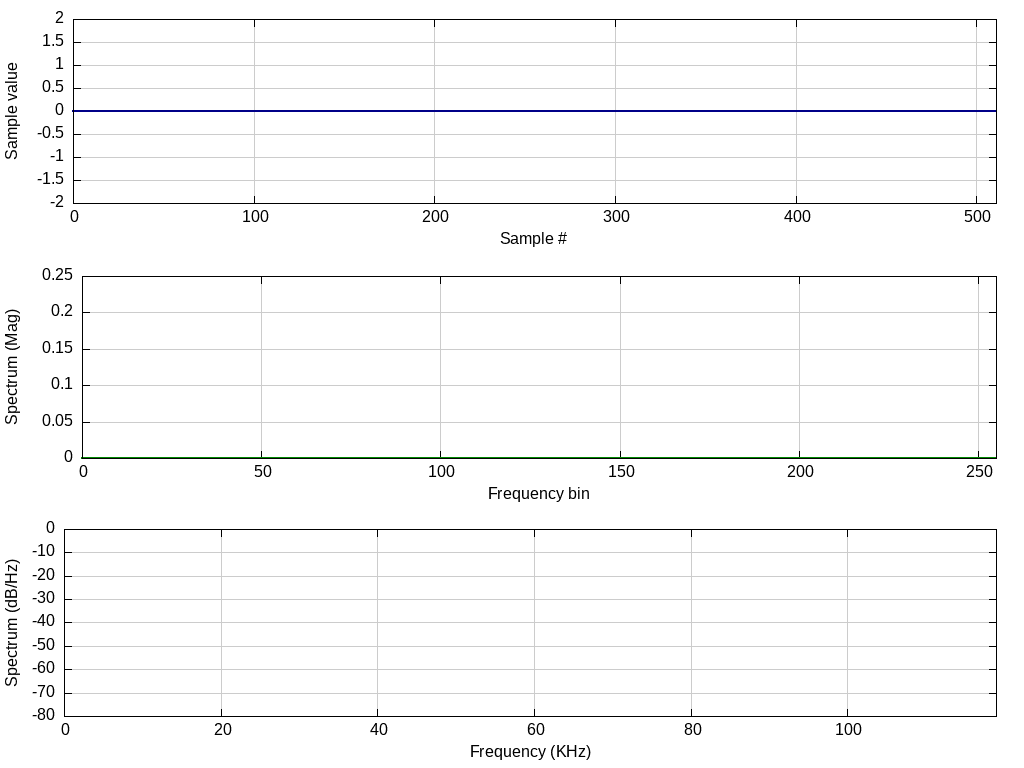 2
1.5
1
0.5
0
-0.5
-1
-1.5
-2
Sample value
0 100 200 300 400 500
Sample #
0.25
0.2
0.15
0.1
0.05
0
Spectrum (Mag)
0 50 100 150 200 250
Frequency bin
0
-10
-20
-30
-40
-50
-60
-70
-80
Spectrum (dB/Hz)
0 20 40 60 80 100
Frequency (KHz)